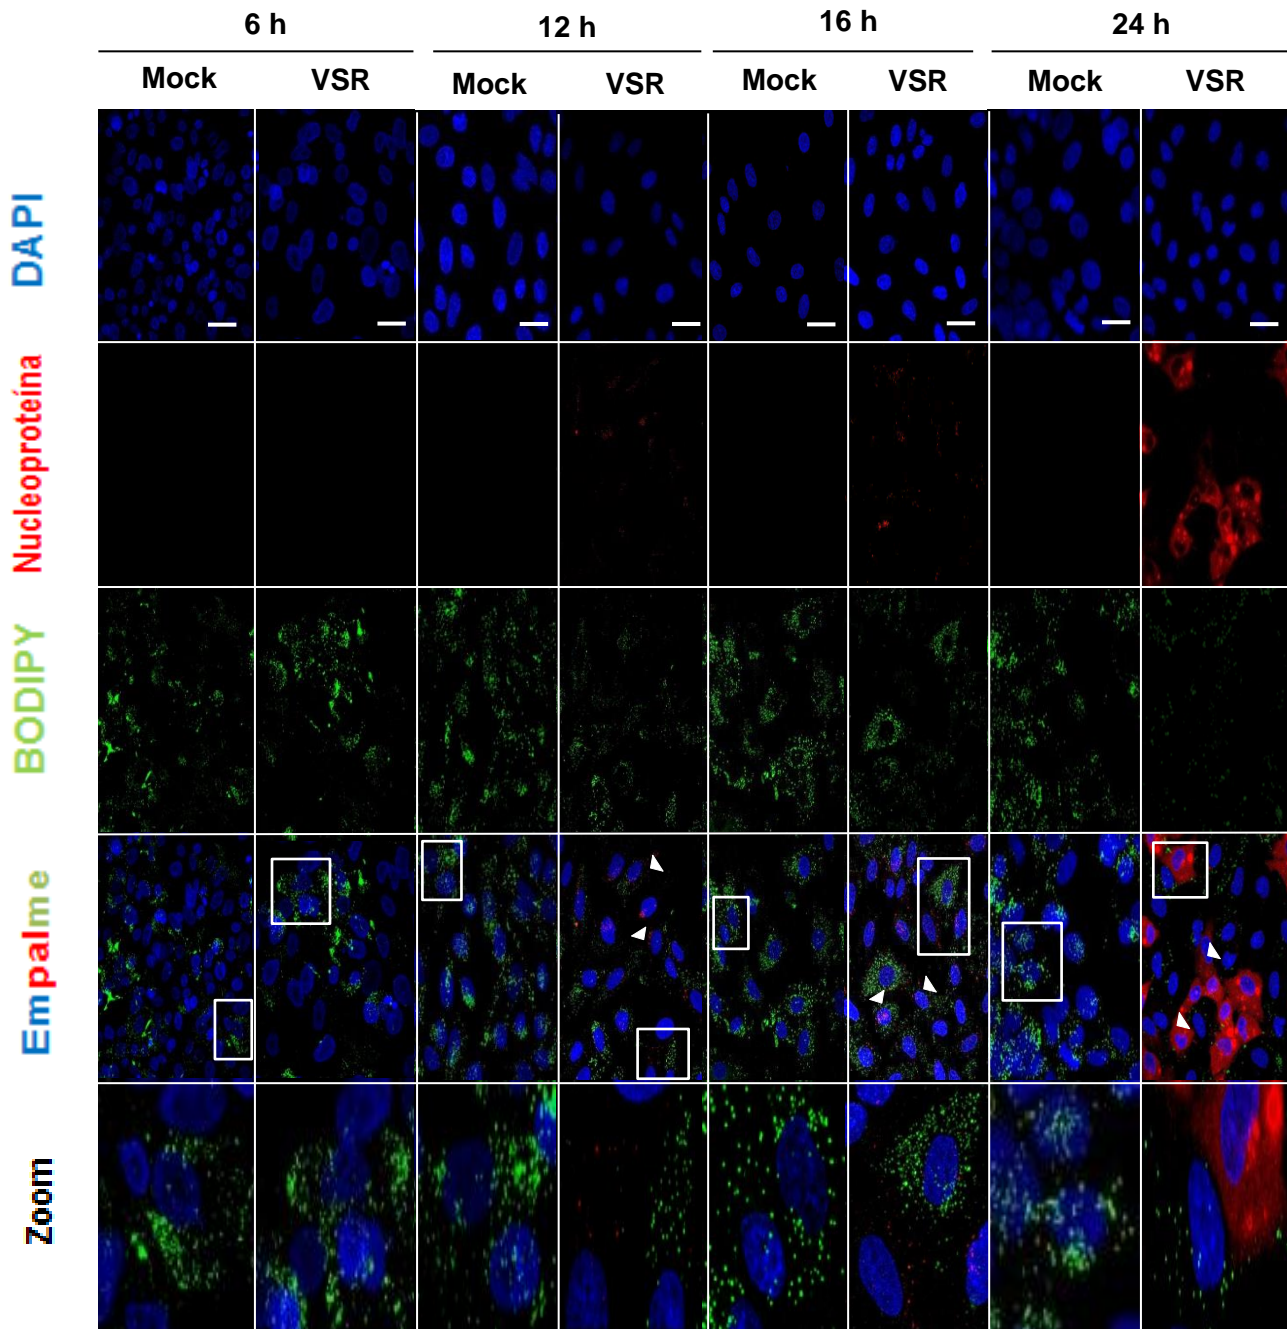 6 h 12 h 16 h 24 h
Mock VSR Mock VSR Mock VSR Mock VSR
DAPI
Nucleoproteína
BODIPY
Empalme
Zoom